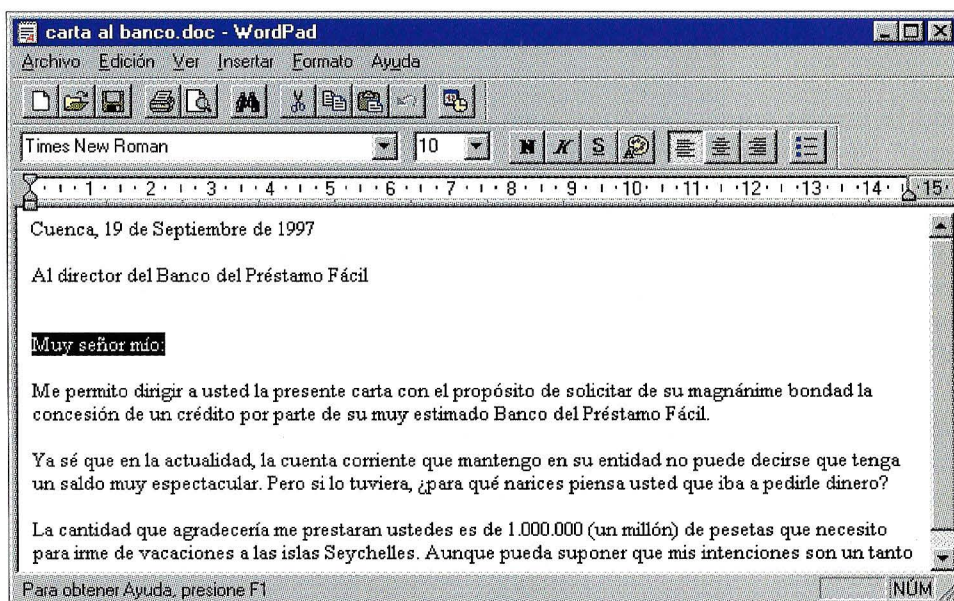 carta al banco.doc - WordPad
Archivo Edición Ver Insertar Formato Ayuda
Times New Roman 10 N K S
1 2 3 4 5 6 7 8 9 10 11 12 13 14 15
Cuenca, 19 de Septiembre de 1997
Al director del Banco del Préstamo Fácil
Muy señor mío:
Me permito dirigir a usted la presente carta con el propósito de solicitar de su magnánime bondad la
concesión de un crédito por parte de su muy estimado Banco del Préstamo Fácil.
Ya sé que en la actualidad, la cuenta corriente que mantengo en su entidad no puede decirse que tenga
un saldo muy espectacular. Pero si lo tuviera, ¿para qué narices piensa usted que iba a pedirle dinero?
La cantidad que agradecería me prestaran ustedes es de 1.000.000 (un millón) de pesetas que necesito
para irme de vacaciones a las islas Seychelles. Aunque pueda suponer que mis intenciones son un tanto
Para obtener Ayuda, presione F1 NÚM